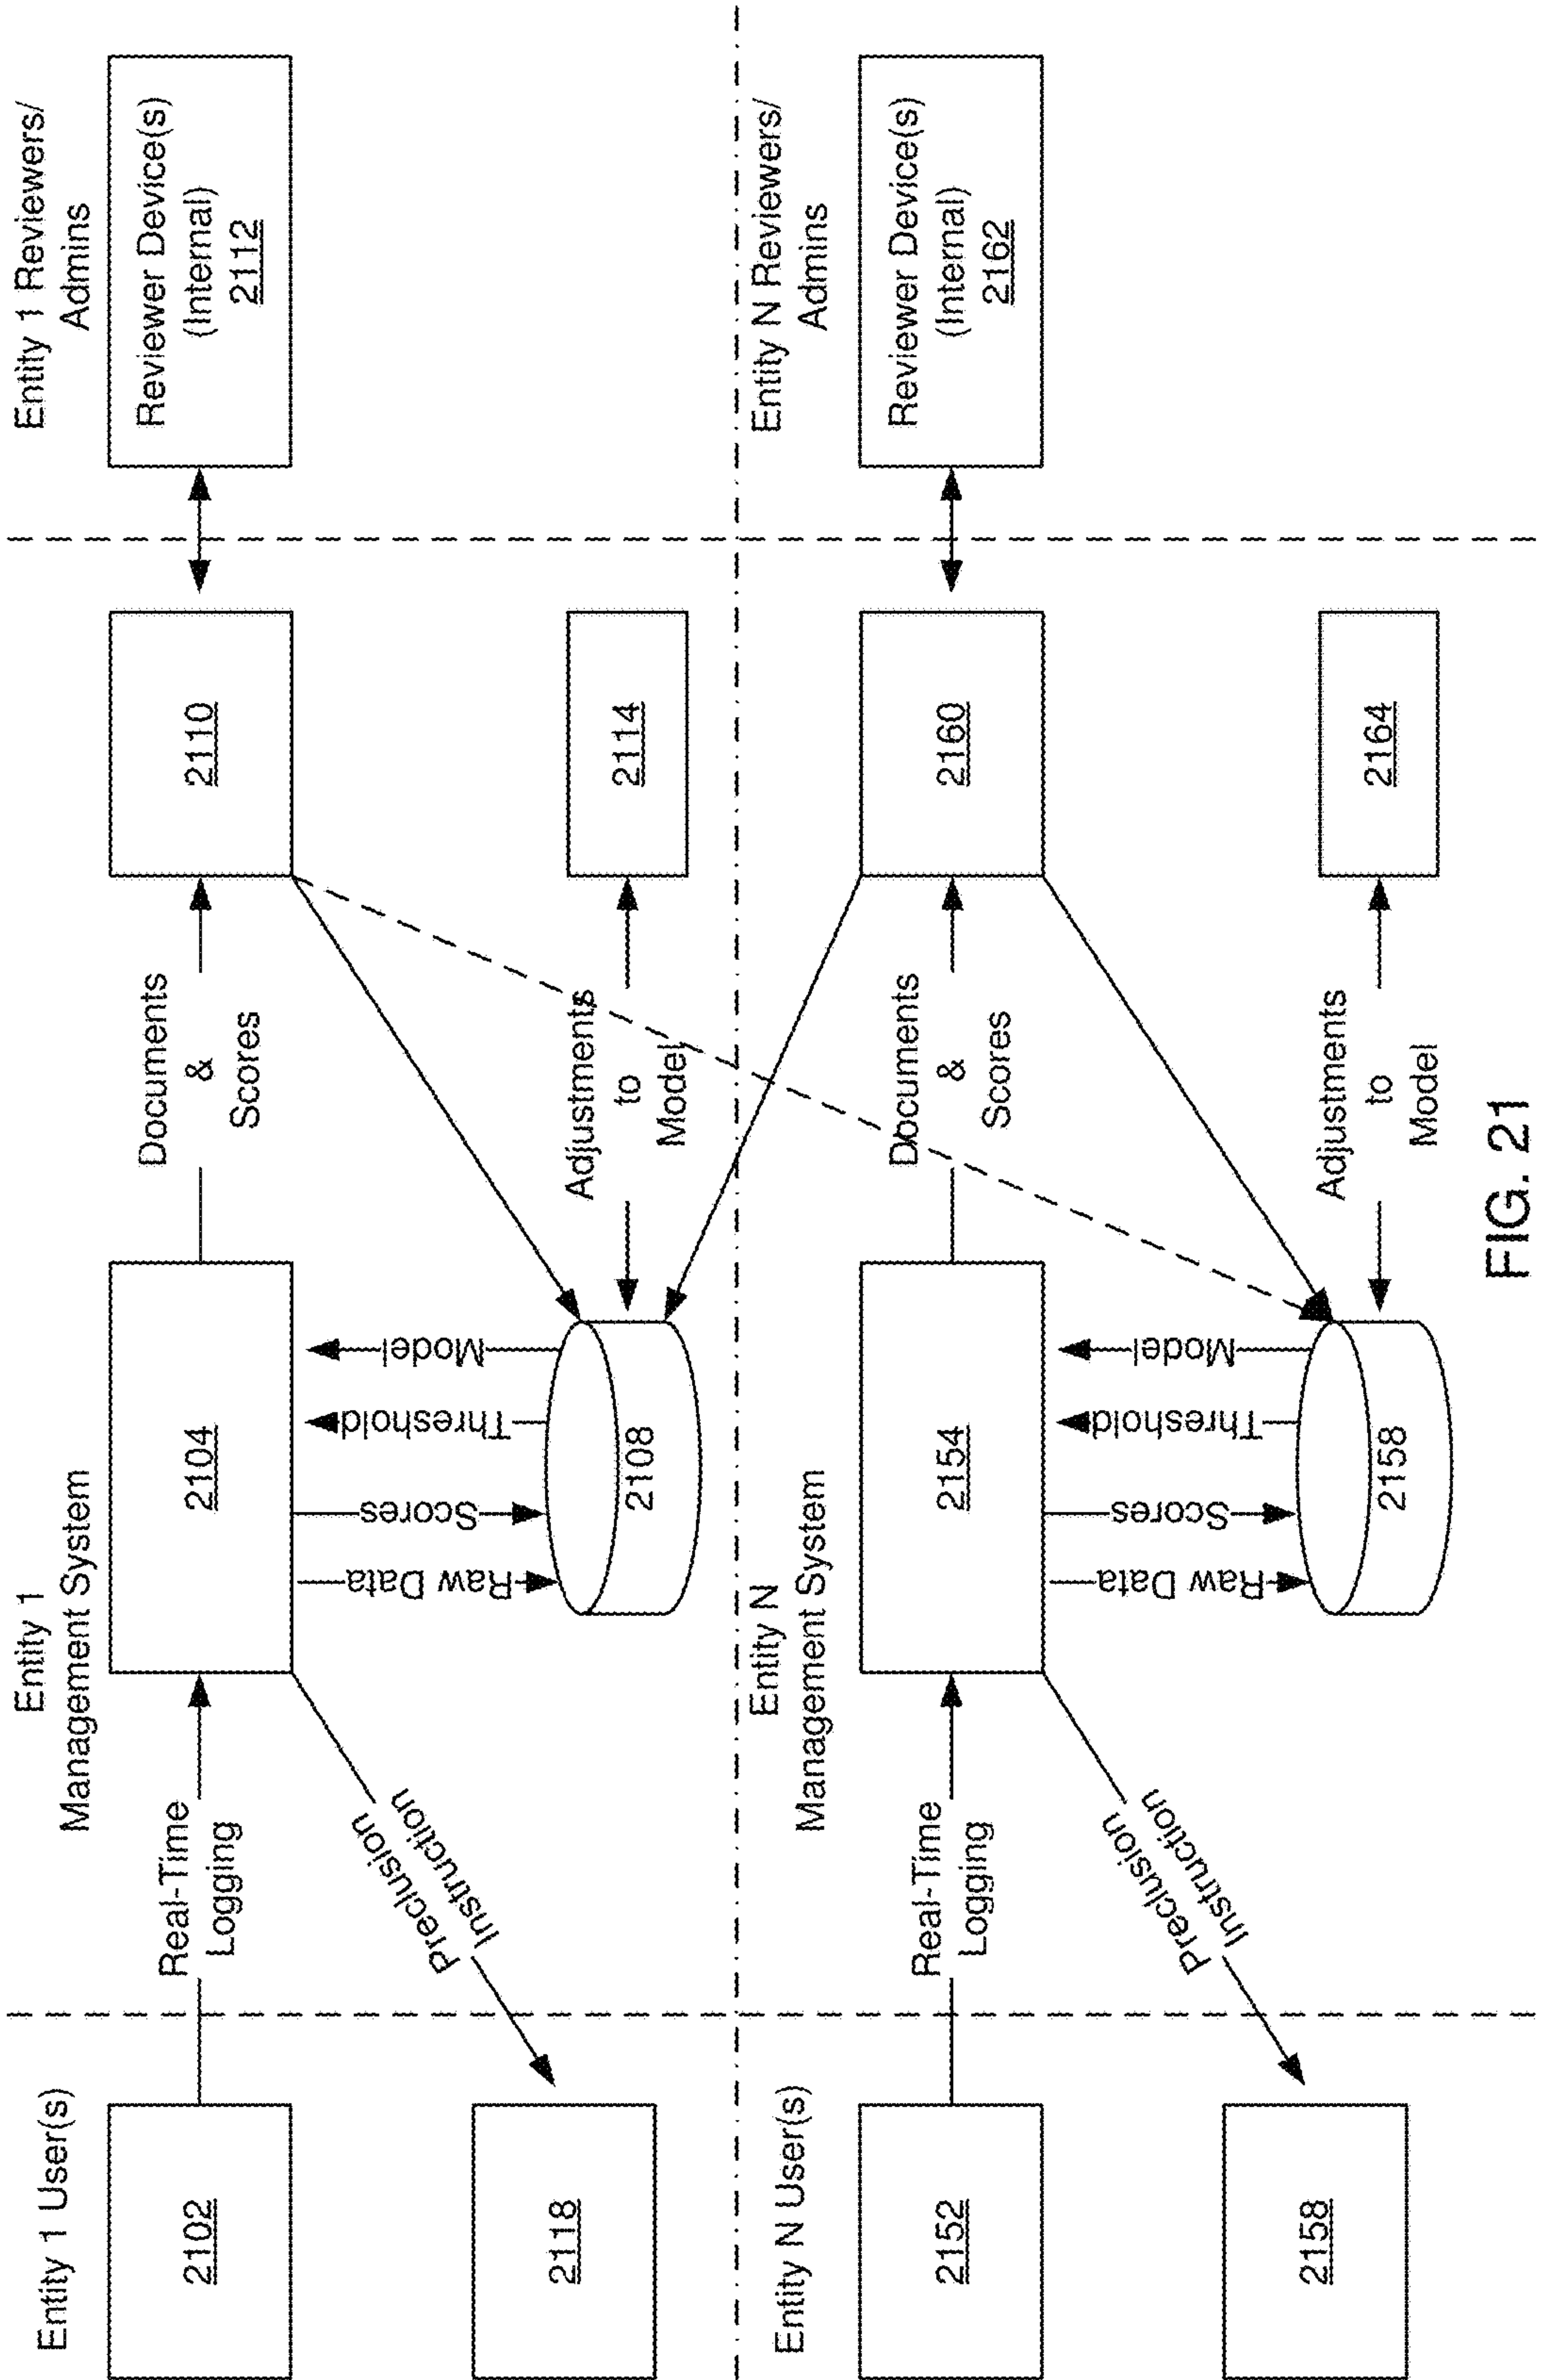 Entity 1 User(s)
2102
2118
Real-Time
Logging
Preclusion
Instruction
Entity 1
Management System
2104
Raw Data
Scores
Threshold
Model
2108
Documents
&
Scores
Adjustments
to
Model
2110
2114
Entity 1 Reviewers/
Admins
Reviewer Device(s)
(Internal)
2112
Entity N User(s)
2152
2158
Real-Time
Logging
Preclusion
Instruction
Entity N
Management System
2154
Raw Data
Scores
Threshold
Model
2158
Documents
&
Scores
Adjustments
to
Model
2160
2164
Entity N Reviewers/
Admins
Reviewer Device(s)
(Internal)
2162
FIG. 21